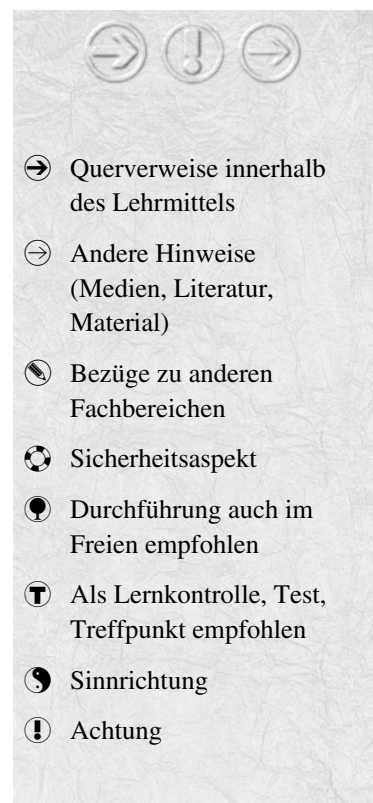 Querverweise innerhalb
des Lehrmittels
Andere Hinweise
(Medien, Literatur,
Material)
Bezüge zu anderen
Fachbereichen
Sicherheitsaspekt
Durchführung auch im
Freien empfohlen
T Als Lernkontrolle, Test,
Treffpunkt empfohlen
Sinnrichtung
! Achtung